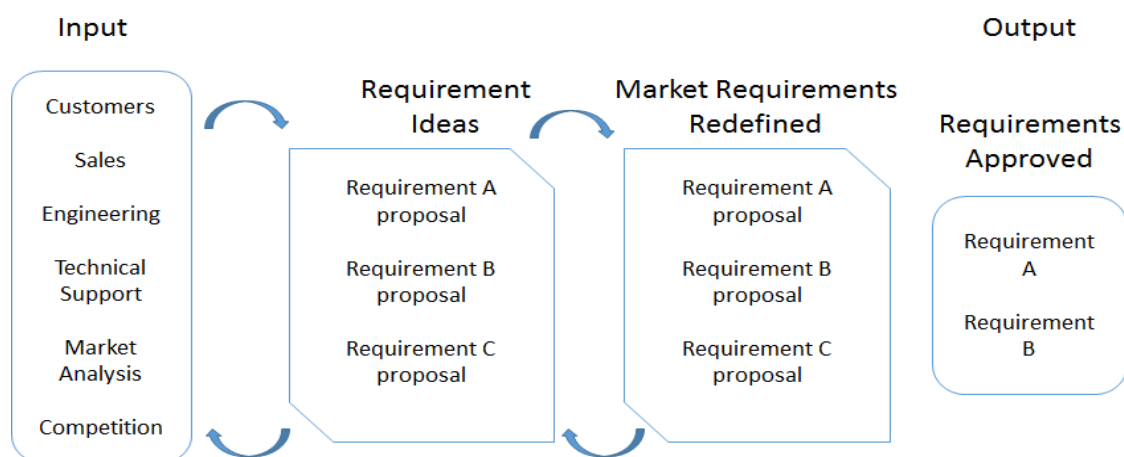 Input
Customers
Sales
Engineering
Technical
Support
Market
Analysis
Competition
Requirement
Ideas
Requirement A
proposal
Requirement B
proposal
Requirement C
proposal
Market Requirements
Redefined
Requirement A
proposal
Requirement B
proposal
Requirement C
proposal
Output
Requirements
Approved
Requirement
A
Requirement
B